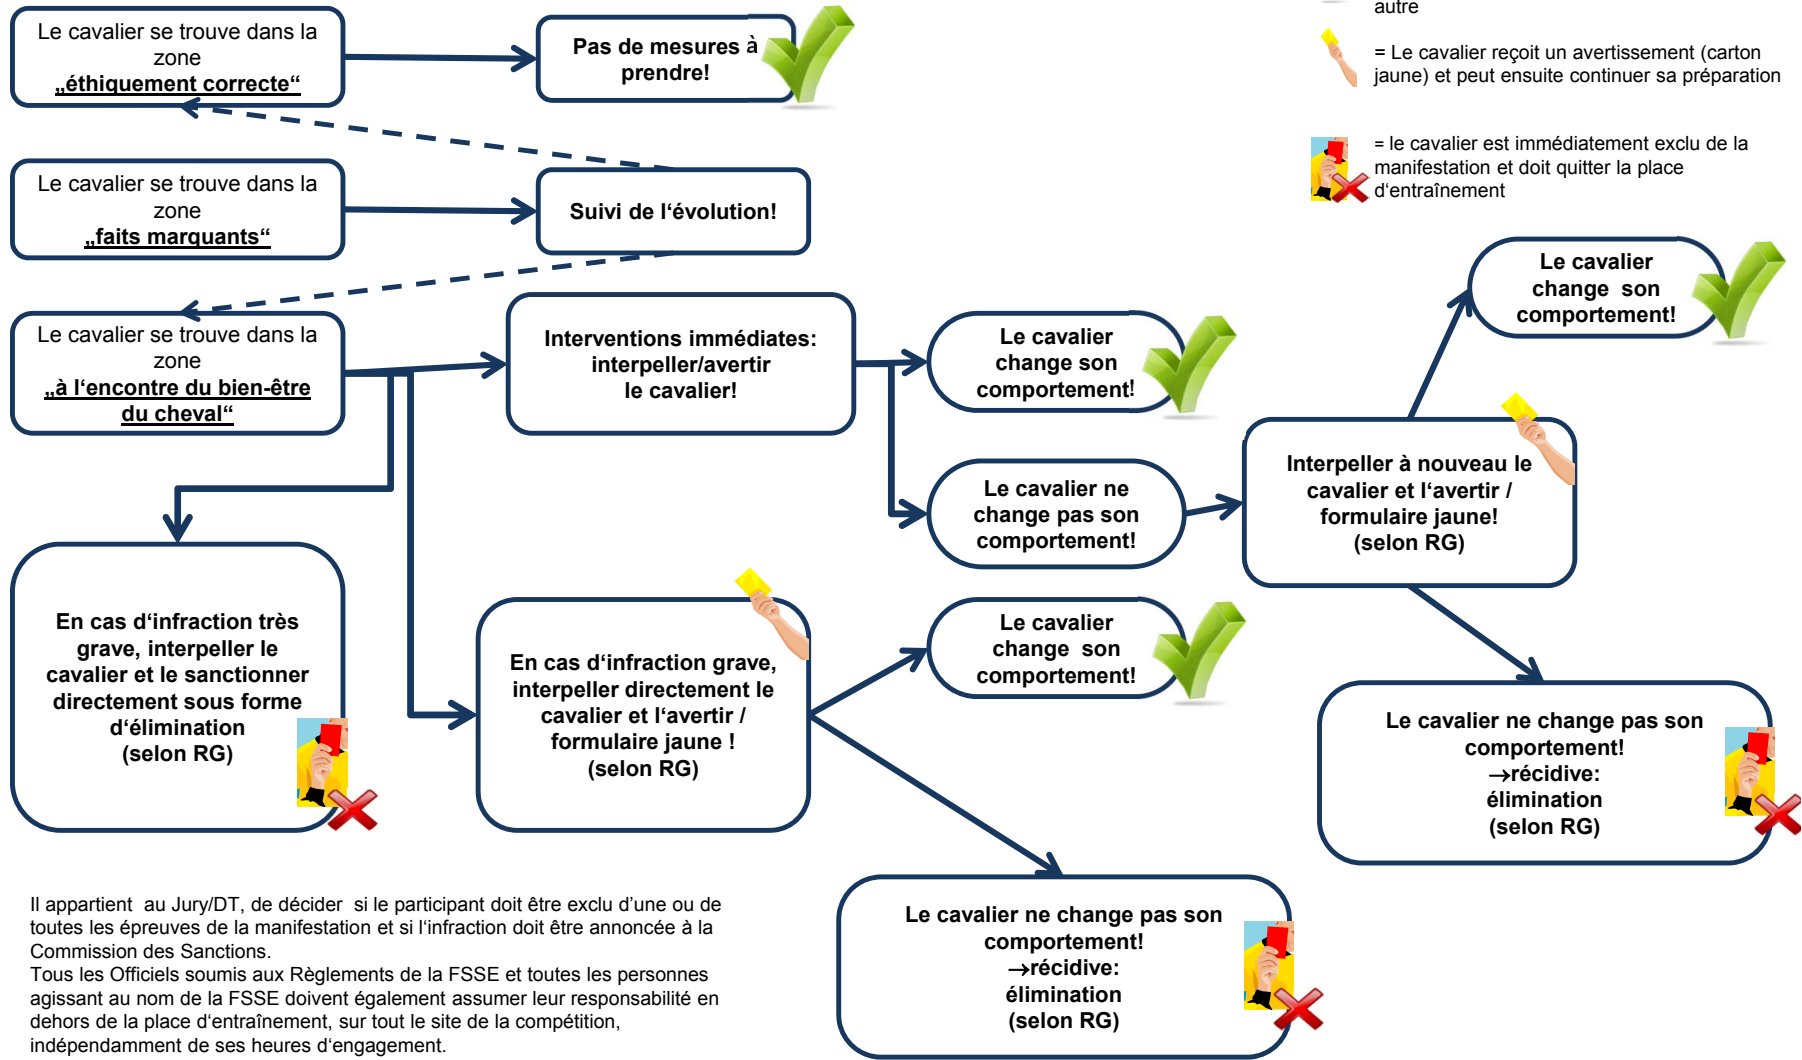 Le cavalier se trouve dans la
zone
„éthiquement correcte“
Pas de mesures à
prendre!
autre
= Le cavalier reçoit un avertissement (carton
jaune) et peut ensuite continuer sa préparation
= le cavalier est immédiatement exclu de la
manifestation et doit quitter la place
d‘entraînement
Le cavalier se trouve dans la
zone
„faits marquants“
Suivi de l‘évolution!
Le cavalier se trouve dans la
zone
„à l‘encontre du bien-être
du cheval“
Interventions immédiates:
interpeller/avertir
le cavalier!
Le cavalier
change son
comportement!
Le cavalier
change  son
comportement!
Le cavalier ne
change pas son
comportement!
Interpeller à nouveau le
cavalier et l‘avertir /
formulaire jaune!
(selon RG)
En cas d‘infraction très
grave, interpeller le
cavalier et le sanctionner
directement sous forme
d‘élimination
(selon RG)
En cas d‘infraction grave,
interpeller directement le
cavalier et l‘avertir /
formulaire jaune !
(selon RG)
Le cavalier
change  son
comportement!
Le cavalier ne change pas son
comportement!
→récidive:
élimination
(selon RG)
Le cavalier ne change pas son
comportement!
→récidive:
élimination
(selon RG)
Il appartient  au Jury/DT, de décider  si le participant doit être exclu d’une ou de
toutes les épreuves de la manifestation et si l‘infraction doit être annoncée à la
Commission des Sanctions.
Tous les Officiels soumis aux Règlements de la FSSE et toutes les personnes
agissant au nom de la FSSE doivent également assumer leur responsabilité en
dehors de la place d‘entraînement, sur tout le site de la compétition,
indépendamment de ses heures d‘engagement.